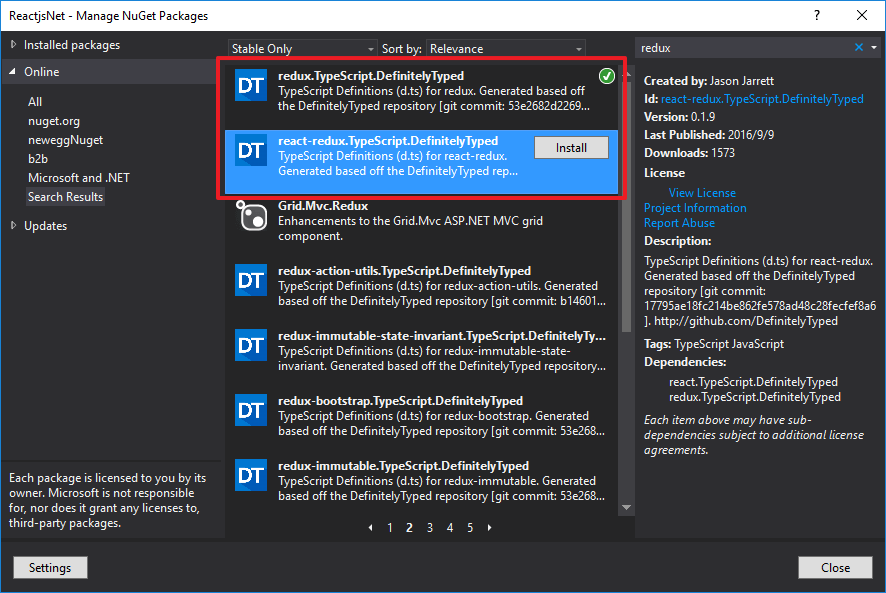 ReactjsNet - Manage NuGet Packages
?
Installed packages
Online
All
nuget.org
neweggNuget
b2b
Microsoft and .NET
Search Results
Updates
Each package is licensed to you by its
owner. Microsoft is not responsible
for, nor does it grant any licenses to,
third-party packages.
Settings
Stable Only
Sort by: Relevance
DT
redux.TypeScript.DefinitelyTyped
TypeScript Definitions (d.ts) for redux. Generated based off
the DefinitelyTyped repository [git commit: 53e2682d2269...
DT
react-redux.TypeScript.DefinitelyTyped
TypeScript Definitions (d.ts) for react-redux.
Generated based off the DefinitelyTyped rep...
Install
Grid.Mvc.Redux
Enhancements to the Grid.Mvc ASP.NET MVC grid
component.
DT
redux-action-utils.TypeScript.DefinitelyTyped
TypeScript Definitions (d.ts) for redux-action-utils. Generated
based off the DefinitelyTyped repository [git commit: b14601...
DT
redux-immutable-state-invariant.TypeScript.DefinitelyTy...
TypeScript Definitions (d.ts) for redux-immutable-state-
invariant. Generated based off the DefinitelyTyped repository...
DT
redux-bootstrap.TypeScript.DefinitelyTyped
TypeScript Definitions (d.ts) for redux-bootstrap. Generated
based off the DefinitelyTyped repository [git commit: 53e268...
DT
redux-immutable.TypeScript.DefinitelyTyped
TypeScript Definitions (d.ts) for redux-immutable. Generated
based off the DefinitelyTyped repository [git commit: 53e268...
1 2 3 4 5
redux
Created by: Jason Jarrett
Id: react-redux.TypeScript.DefinitelyTyped
Version: 0.1.9
Last Published: 2016/9/9
Downloads: 1573
License
View License
Project Information
Report Abuse
Description:
TypeScript Definitions (d.ts) for react-redux.
Generated based off the DefinitelyTyped
repository [git commit:
17795ae18fc214be862fe578ad48c28fecfef8a6
]. http://github.com/DefinitelyTyped
Tags: TypeScript JavaScript
Dependencies:
react.TypeScript.DefinitelyTyped
redux.TypeScript.DefinitelyTyped
Each item above may have sub-
dependencies subject to additional license
agreements.
Close